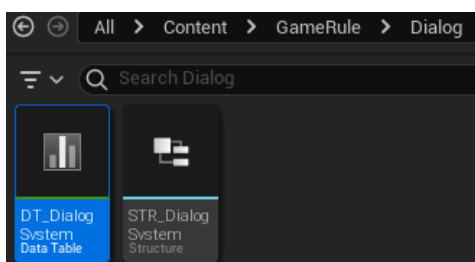 All > Content > GameRule > Dialog
Search Dialog
DT_Dialog
System
Data Table
STR_Dialog
System
Structure